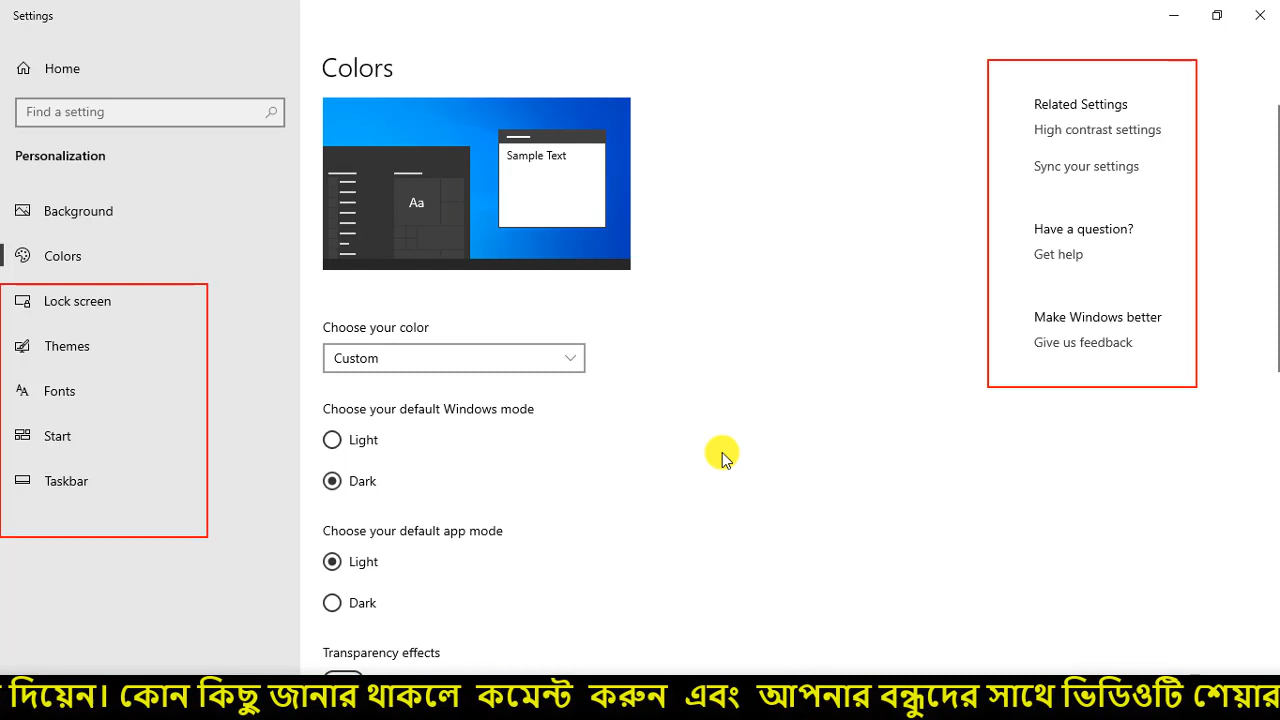 Settings
Home
Find a setting
Personalization
Background
Colors
Lock screen
Themes
Fonts
Start
Taskbar
Colors
Sample Text
Aa
Choose your color
Custom
Choose your default Windows mode
Light
Dark
Choose your default app mode
Light
Dark
Transparency effects
Related Settings
High contrast settings
Sync your settings
Have a question?
Get help
Make Windows better
Give us feedback
দিয়েন। কোন কিছু জানার থাকলে কমেন্ট করুন এবং আপনার বন্ধুদের সাথে ভিডিওটি শেয়ার